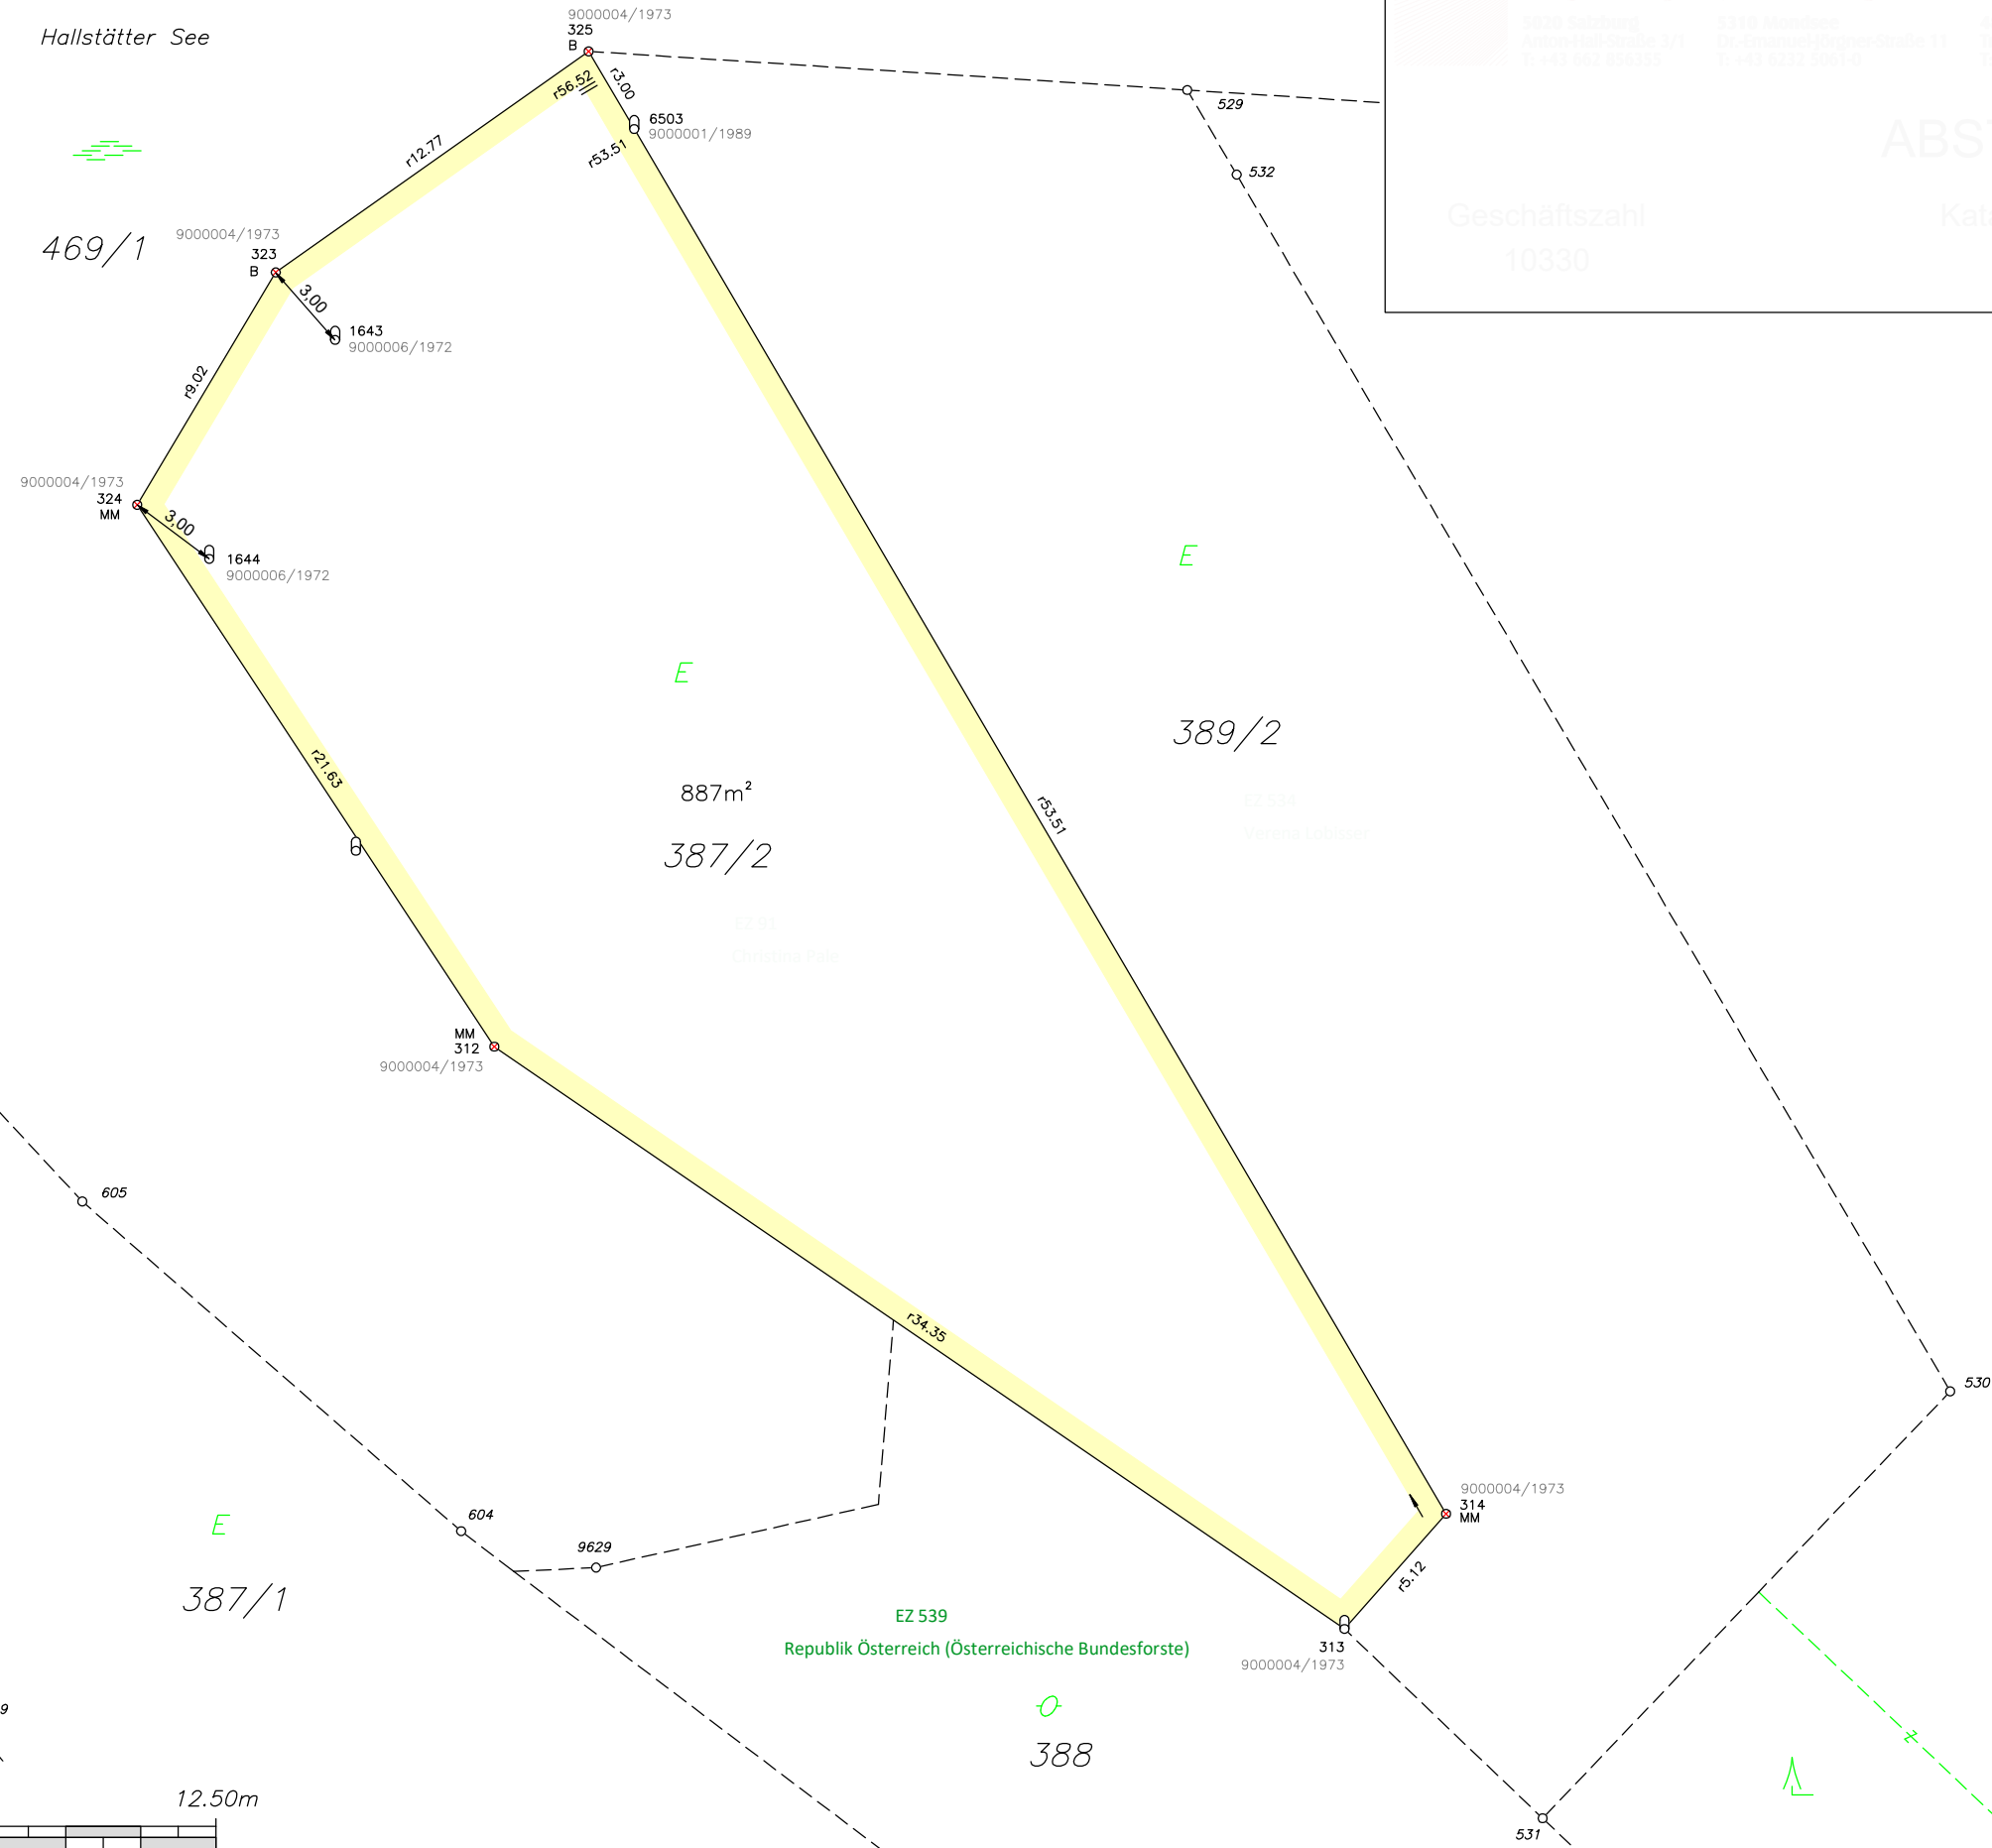 Hallstätter See
9000004/1973
325
B
r56.52
r3.00
6503
9000001/1989
r53.51
529
532
r12.77
469/1
9000004/1973
323
B
3,00
1643
9000006/1972
r9.02
9000004/1973
324
MM
3,00
1644
9000006/1972
Geschäftszahl
10330
E
E
389/2
r21.63
887m²
387/2
r53.51
MM
312
9000004/1973
605
r34.35
530
9000004/1973
314
MM
604
9629
E
387/1
r5.12
EZ 539
Republik Österreich (Österreichische Bundesforste)
313
9000004/1973
388
z
9
12.50m
531